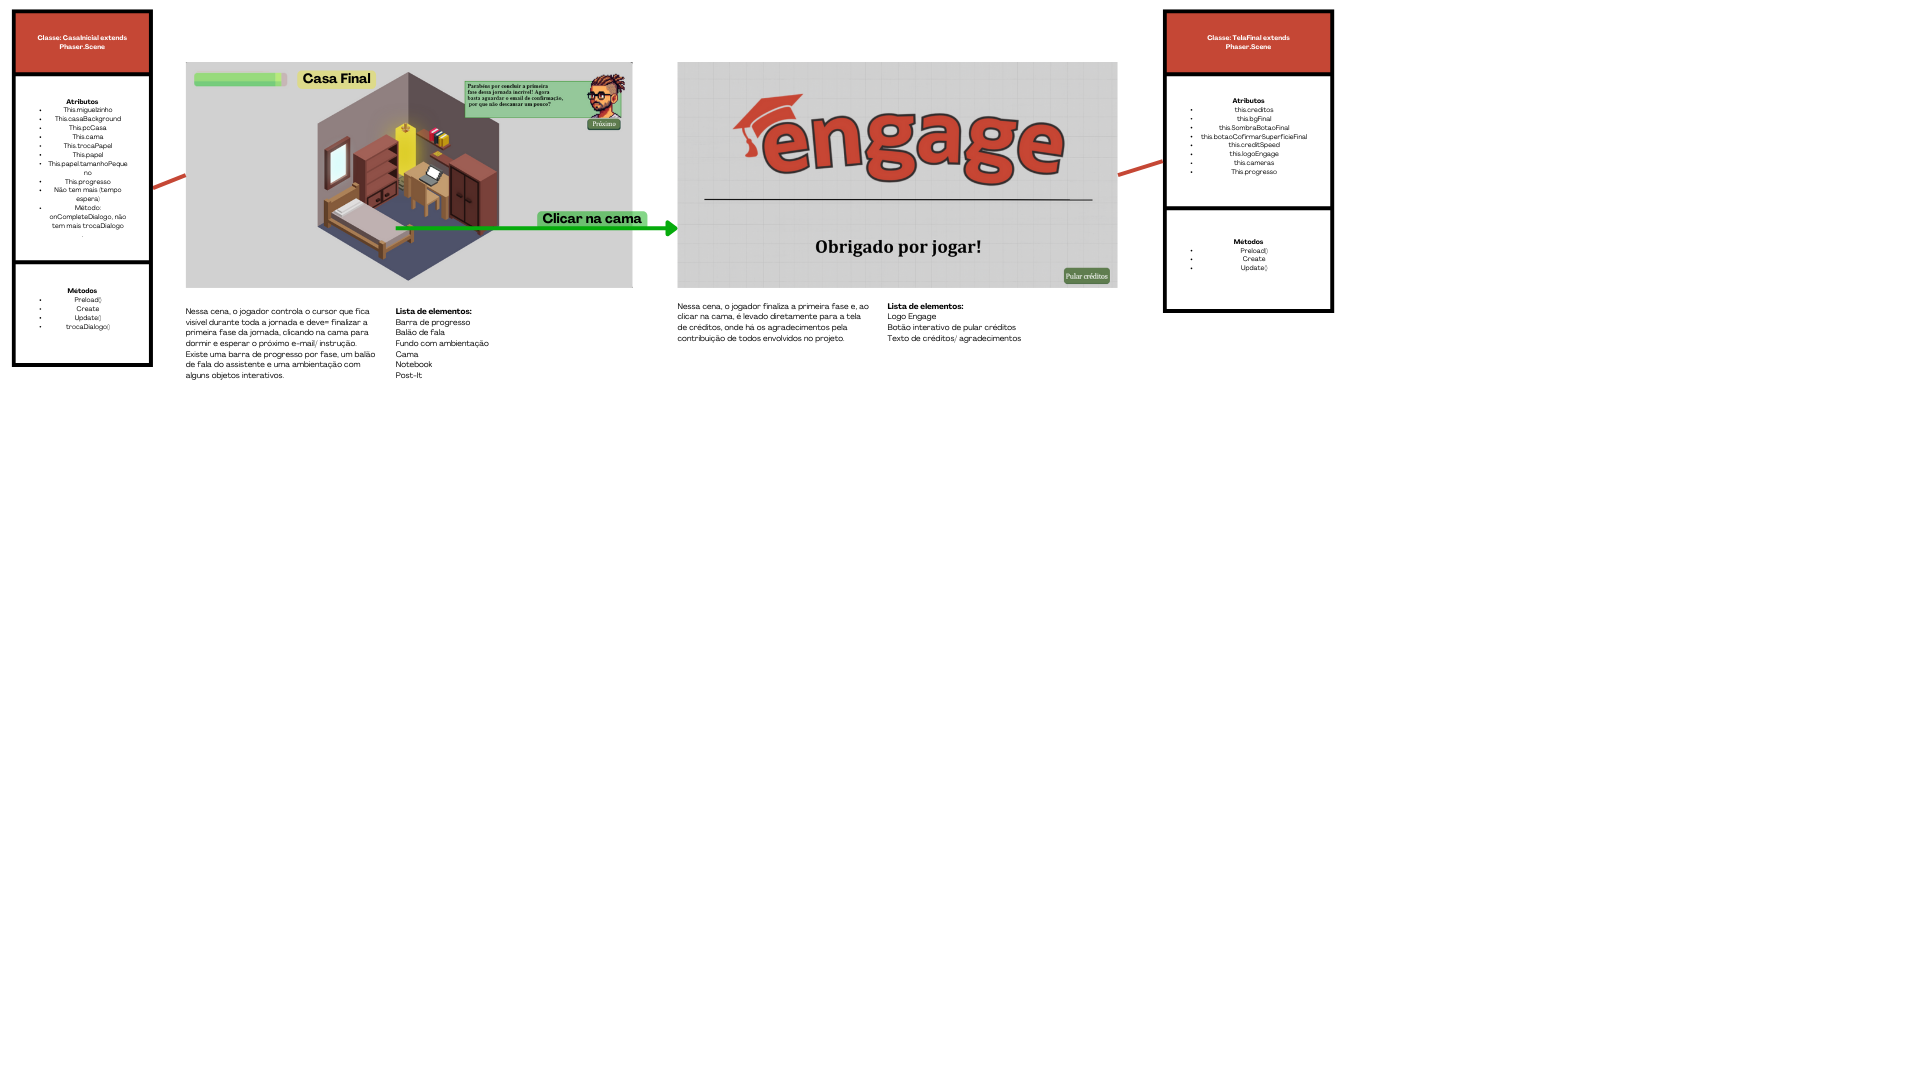 Classe: CasaInicial extends
Phaser.Scene
Atributos
• This.miguelzinho
• This.casaBackground
• This.pcCasa
• This.cama
• This.trocaPapel
• This.papel
• This.papel.tamanhoPeque
no
• This.progresso
• Não tem mais (tempo
espera)
• Método:
onCompleteDialogo, não
tem mais trocaDialogo
Métodos
• Preload()
• Create
• Update()
• trocaDialogo()
Casa Final
Parabéns por concluir a primeira
fase dessa jornada incrível! Agora
basta aguardar o email de confirmação,
por que não descansar um pouco?
Próximo
Clicar na cama
Nessa cena, o jogador controla o cursor que fica
visível durante toda a jornada e deve= finalizar a
primeira fase da jornada, clicando na cama para
dormir e esperar o próximo e-mail/ instrução.
Existe uma barra de progresso por fase, um balão
de fala do assistente e uma ambientação com
alguns objetos interativos.
Lista de elementos:
Barra de progresso
Balão de fala
Fundo com ambientação
Cama
Notebook
Post-It
engage
Obrigado por jogar!
Pular créditos
Nessa cena, o jogador finaliza a primeira fase e, ao
clicar na cama, é levado diretamente para a tela
de créditos, onde há os agradecimentos pela
contribuição de todos envolvidos no projeto.
Lista de elementos:
Logo Engage
Botão interativo de pular créditos
Texto de créditos/ agradecimentos
Classe: TelaFinal extends
Phaser.Scene
Atributos
• this.creditos
• this.bgFinal
• this.SombraBotaoFinal
• this.botaoCofirmarSuperficieFinal
• this.creditSpeed
• this.logoEngage
• this.cameras
• This.progresso
Métodos
• Preload()
• Create
• Update()